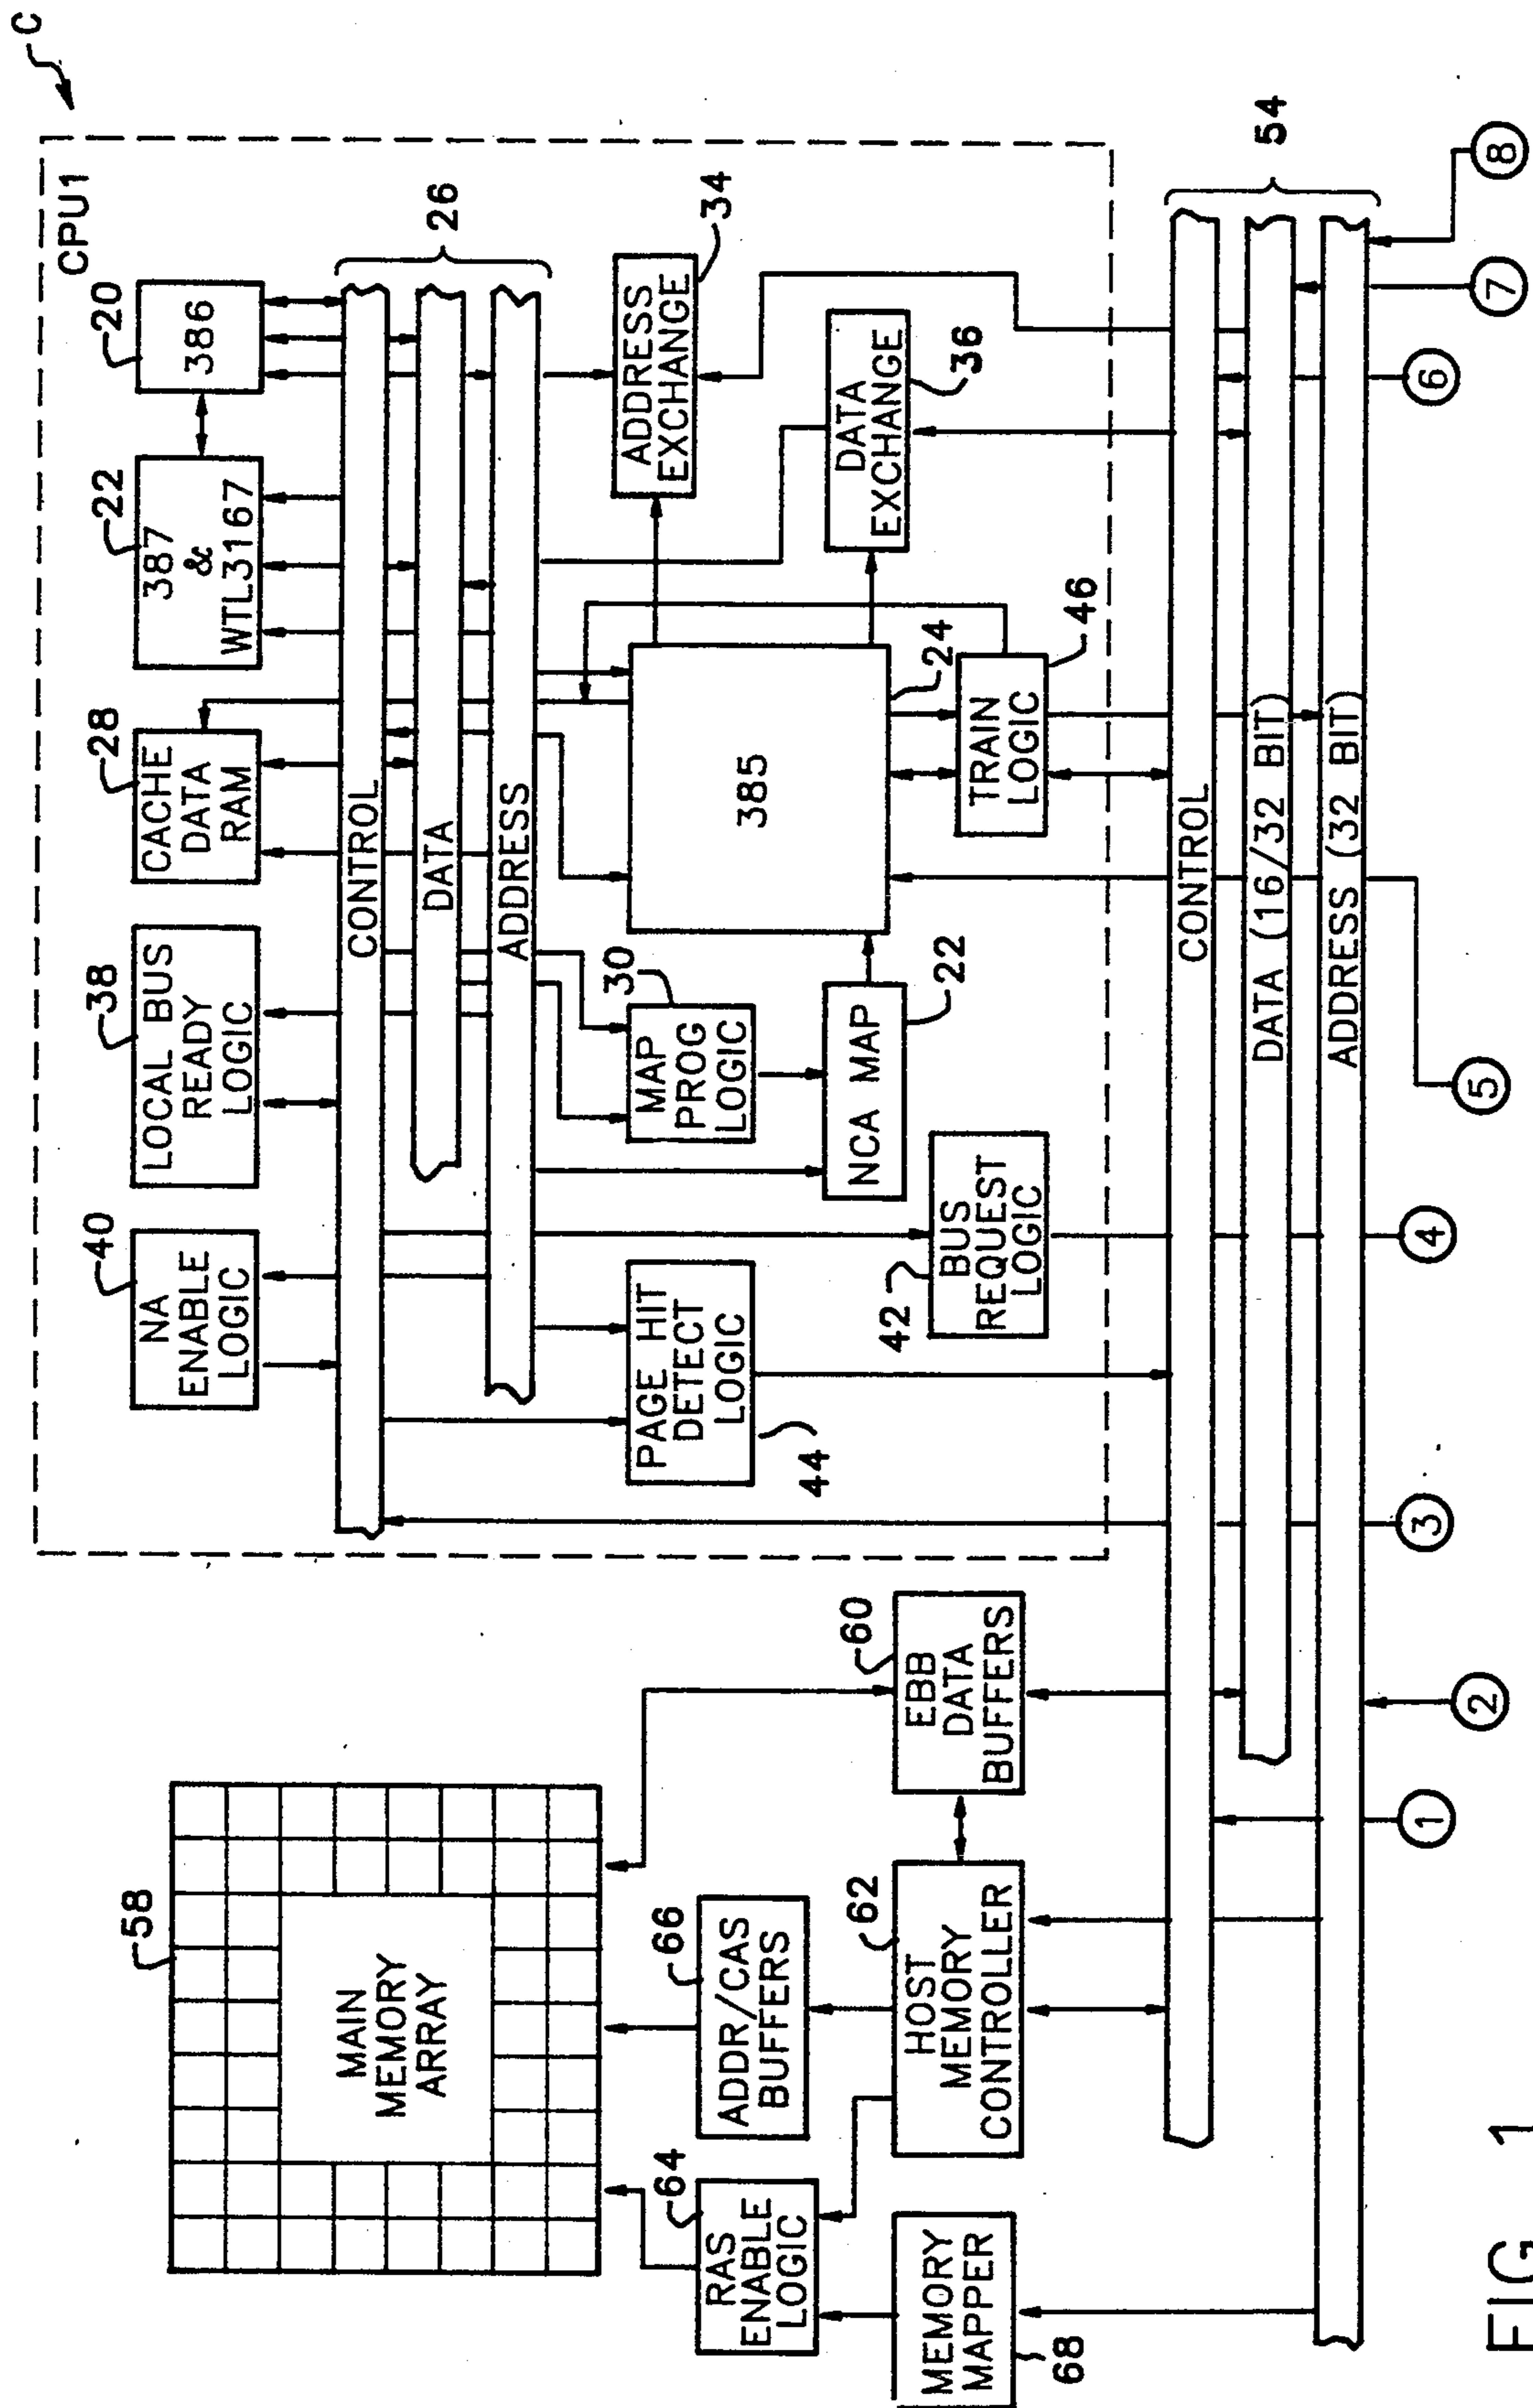 C
CPU1
58
MAIN
MEMORY
ARRAY
40
NA
ENABLE
LOGIC
38
LOCAL BUS
READY
LOGIC
28
CACHE
DATA
RAM
22
387
&
WTL3167
20
386
CONTROL
DATA
ADDRESS
26
64
RAS
ENABLE
LOGIC
66
ADDR/CAS
BUFFERS
PAGE HIT
DETECT
LOGIC
44
30
MAP
PROG
LOGIC
385
24
ADDRESS
EXCHANGE
34
68
MEMORY
MAPPER
62
HOST
MEMORY
CONTROLLER
60
EBB
DATA
BUFFERS
42
BUS
REQUEST
LOGIC
NCA MAP
22
TRAIN
LOGIC
46
DATA
EXCHANGE
36
CONTROL
DATA (16/32 BIT)
ADDRESS (32 BIT)
54
1
2
3
4
5
6
7
8
FIG. 1